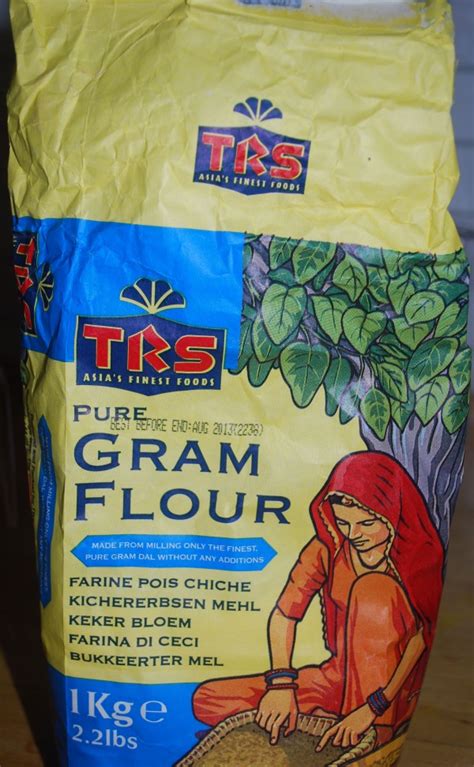 TRS
ASIA'S FINEST FOODS
TRS
ASIA'S FINEST FOODS
PURE
BEST BEFORE END:AUG 2013(2238)
GRAM
FLOUR
MADE FROM MILLING ONLY THE FINEST,
PURE GRAM DAL WITHOUT ANY ADDITIONS
FARINE POIS CHICHE
KICHERERBSEN MEHL
KEKER BLOEM
FARINA DI CECI
BUKKEERTER MEL
1Kg e
2.2lbs